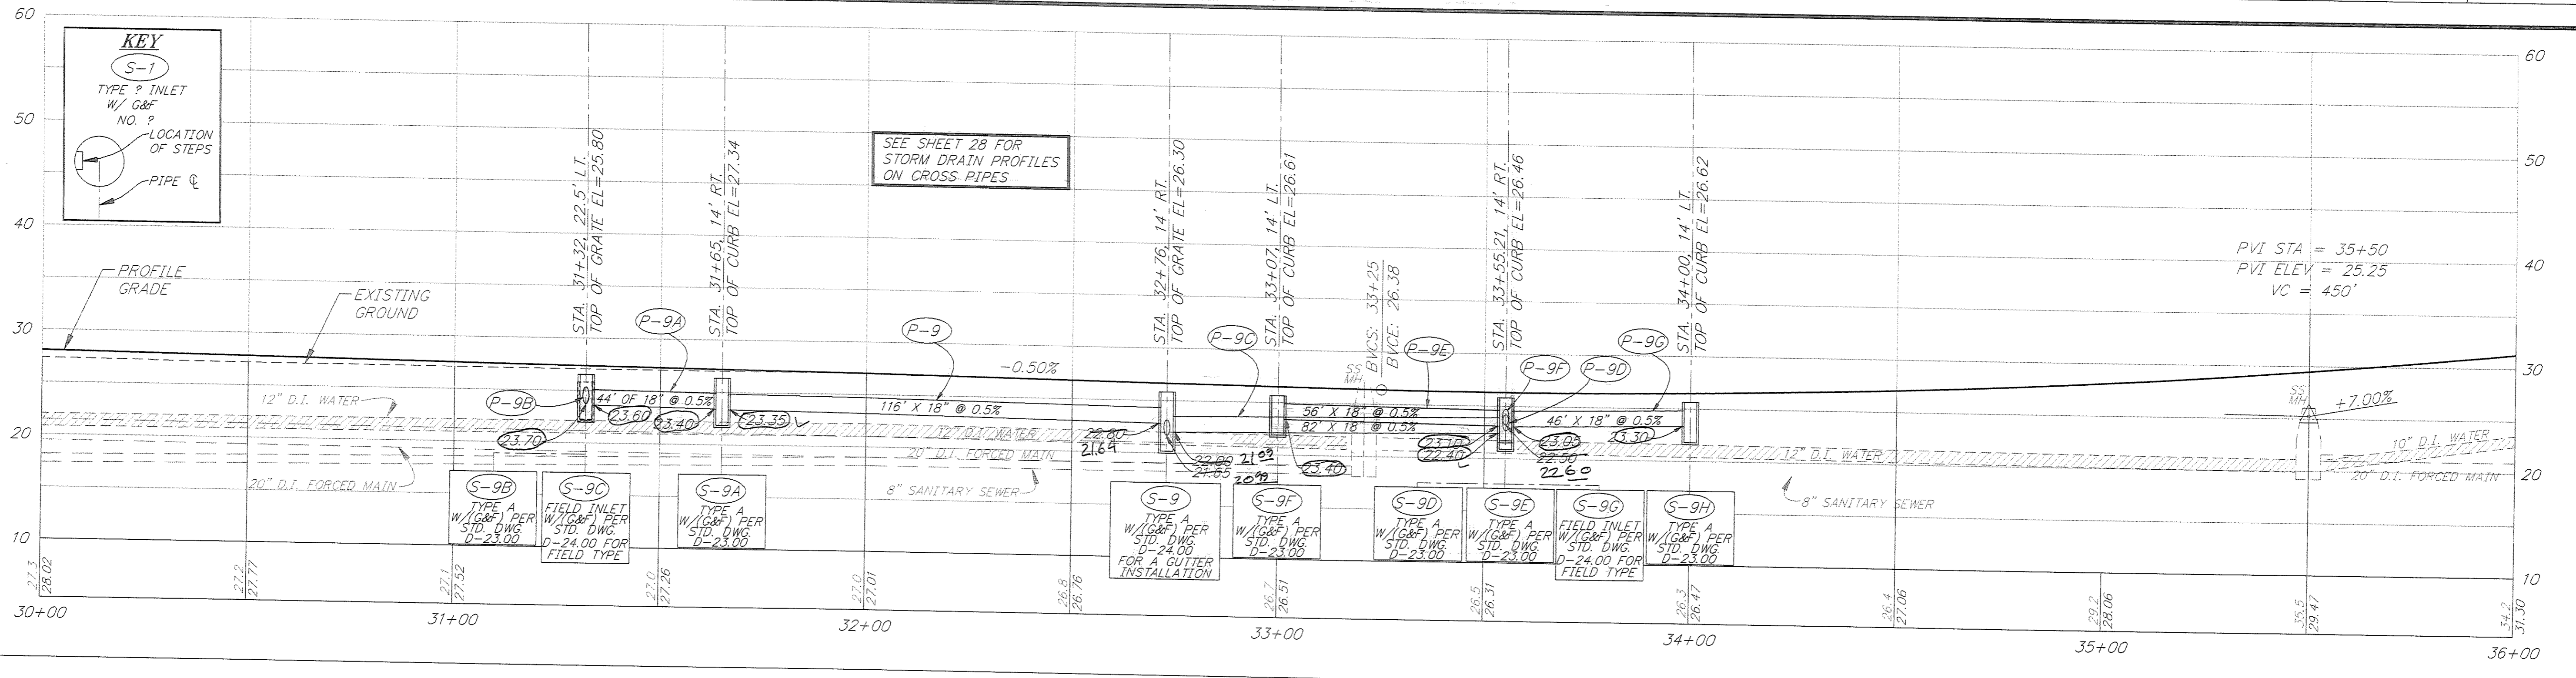 60
50
40
30
20
10
KEY
S-1
TYPE ? INLET
W/ G&F
NO. ?
LOCATION
OF STEPS
PIPE ℄
PROFILE
GRADE
EXISTING
GROUND
12" D.I. WATER
20" D.I. FORCED MAIN
STA. 31+32, 22.5' LT.
TOP OF GRATE EL=25.80
STA. 31+65, 14' RT.
TOP OF CURB EL=27.34
SEE SHEET 28 FOR
STORM DRAIN PROFILES
ON CROSS PIPES
STA. 32+76, 14' RT.
TOP OF GRATE EL=26.30
STA. 33+07, 14' LT.
TOP OF CURB EL=26.61
BVCS: 33+25
BVCE: 26.38
STA. 33+55.21, 14' RT.
TOP OF CURB EL=26.46
STA. 34+00, 14' LT.
TOP OF CURB EL=26.62
PVI STA = 35+50
PVI ELEV = 25.25
VC = 450'
P-9A
P-9
P-9C
P-9E
P-9F
P-9D
P-9G
P-9B
-0.50%
+7.00%
SS
MH
SS
MH
44' OF 18" @ 0.5%
116' X 18" @ 0.5%
56' X 18" @ 0.5%
82' X 18" @ 0.5%
46' X 18" @ 0.5%
23.70
23.60
23.40
23.35
22.80
21.69
22.00
21.09
21.65
20.99
23.40
23.10
22.40
23.05
22.50
22.60
23.30
12" D.I. WATER
20" D.I. FORCED MAIN
8" SANITARY SEWER
12" D.I. WATER
8" SANITARY SEWER
10" D.I. WATER
20" D.I. FORCED MAIN
S-9B
TYPE A
W/(G&F) PER
STD. DWG.
D-23.00
S-9C
FIELD INLET
W/(G&F) PER
STD. DWG.
D-24.00 FOR
FIELD TYPE
S-9A
TYPE A
W/(G&F) PER
STD. DWG.
D-23.00
S-9
TYPE A
W/(G&F) PER
STD. DWG.
D-24.00
FOR A GUTTER
INSTALLATION
S-9F
TYPE A
W/(G&F) PER
STD. DWG.
D-23.00
S-9D
TYPE A
W/(G&F) PER
STD. DWG.
D-23.00
S-9E
TYPE A
W/(G&F) PER
STD. DWG.
D-23.00
S-9G
FIELD INLET
W/(G&F) PER
STD. DWG.
D-24.00 FOR
FIELD TYPE
S-9H
TYPE A
W/(G&F) PER
STD. DWG.
D-23.00
60
50
40
30
20
10
27.3
28.02
27.2
27.77
27.1
27.52
27.0
27.26
27.0
27.01
26.8
26.76
26.7
26.51
26.5
26.31
26.3
26.47
26.4
27.06
29.2
28.06
35.5
29.47
34.2
31.30
30+00
31+00
32+00
33+00
34+00
35+00
36+00